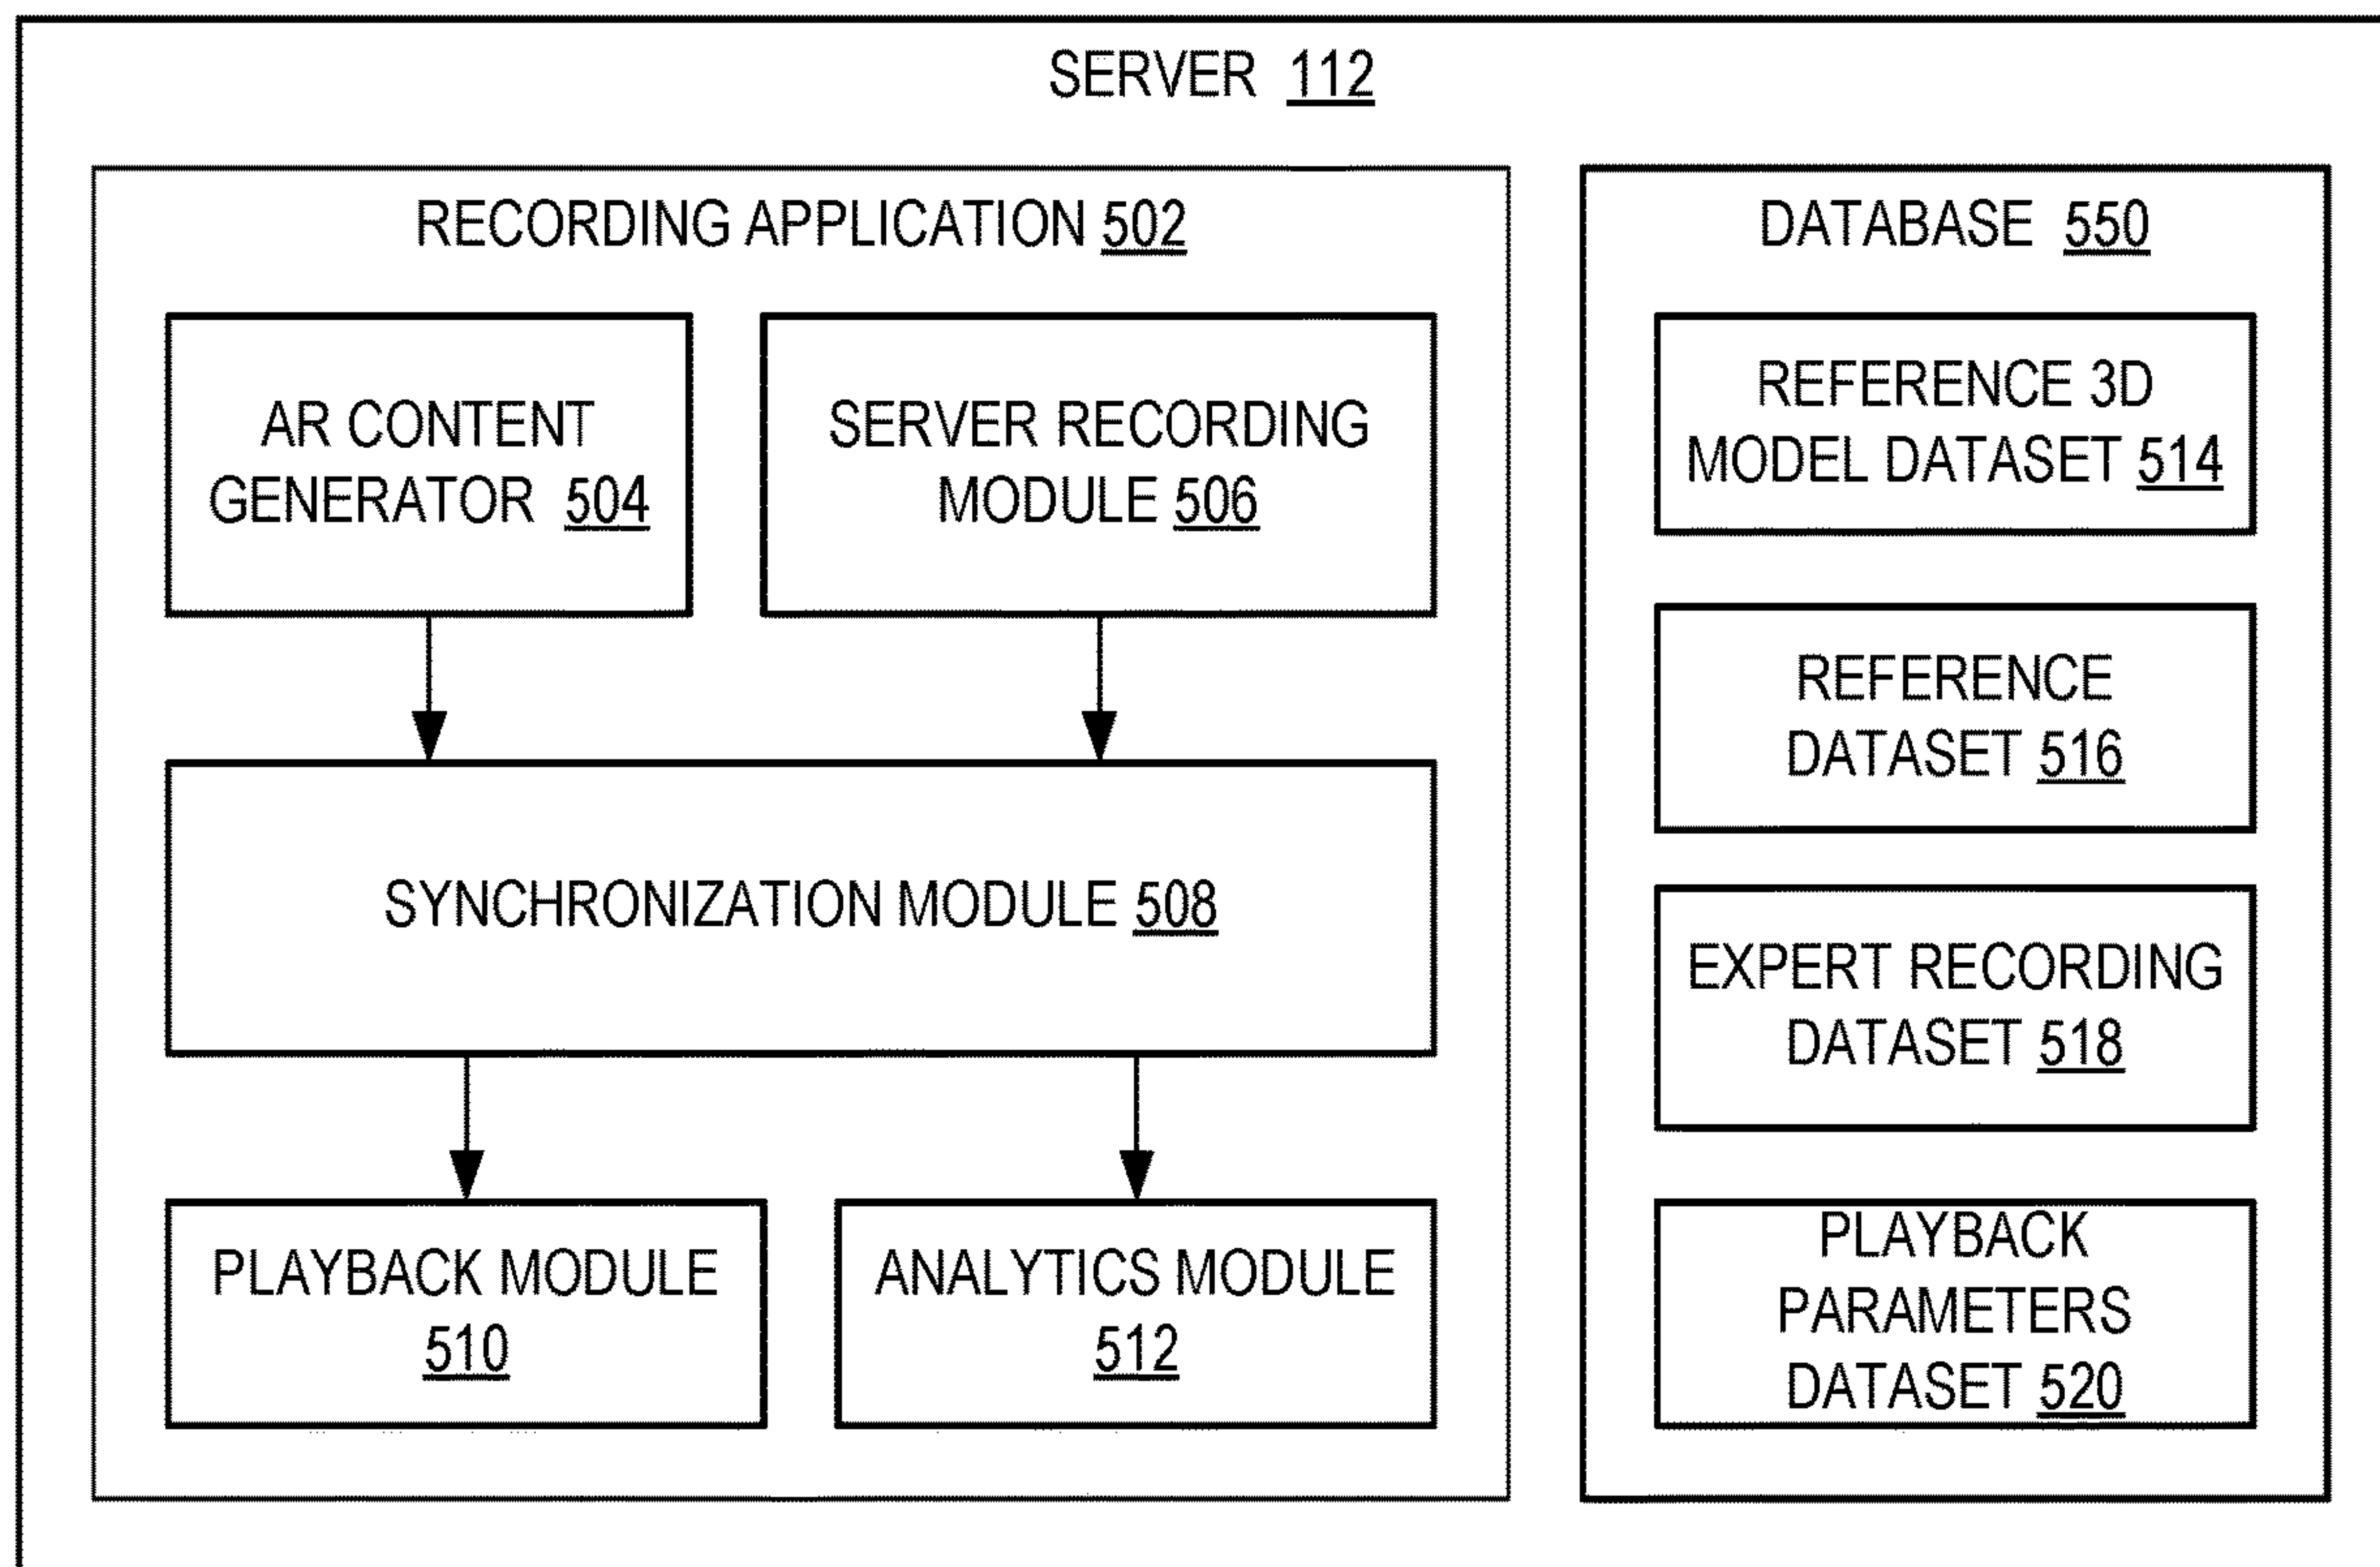 SERVER 112
RECORDING APPLICATION 502
AR CONTENT
GENERATOR 504
SERVER RECORDING
MODULE 506
SYNCHRONIZATION MODULE 508
PLAYBACK MODULE
510
ANALYTICS MODULE
512
DATABASE 550
REFERENCE 3D
MODEL DATASET 514
REFERENCE
DATASET 516
EXPERT RECORDING
DATASET 518
PLAYBACK
PARAMETERS
DATASET 520